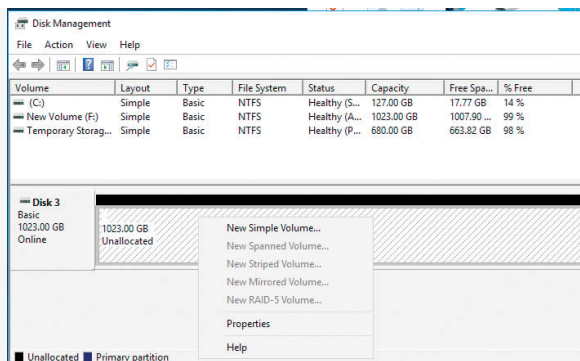 Disk Management
File Action View Help
Volume Layout Type File System Status Capacity Free Spa... % Free
(C:) Simple Basic NTFS Healthy (S... 127.00 GB 17.77 GB 14 %
New Volume (F:) Simple Basic NTFS Healthy (A... 1023.00 GB 1007.90 ... 99 %
Temporary Storag... Simple Basic NTFS Healthy (P... 680.00 GB 663.82 GB 98 %
Disk 3
Basic
1023.00 GB
Online
1023.00 GB
Unallocated
New Simple Volume...
New Spanned Volume...
New Striped Volume...
New Mirrored Volume...
New RAID-5 Volume...
Properties
Help
Unallocated Primary partition